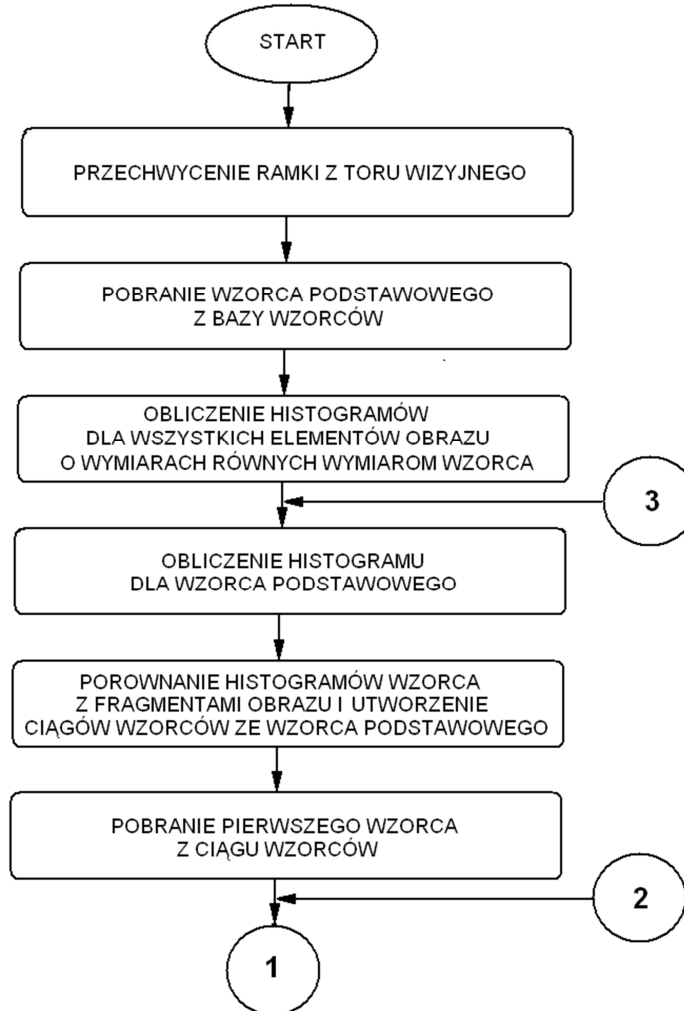 START
PRZECHWYCENIE RAMKI Z TORU WIZYJNEGO
POBRANIE WZORCA PODSTAWOWEGO
Z BAZY WZORCÓW
OBLICZENIE HISTOGRAMÓW
DLA WSZYSTKICH ELEMENTÓW OBRAZU
O WYMIARACH RÓWNYCH WYMIAROM WZORCA
3
OBLICZENIE HISTOGRAMU
DLA WZORCA PODSTAWOWEGO
POROWNANIE HISTOGRAMÓW WZORCA
Z FRAGMENTAMI OBRAZU I UTWORZENIE
CIĄGÓW WZORCÓW ZE WZORCA PODSTAWOWEGO
POBRANIE PIERWSZEGO WZORCA
Z CIĄGU WZORCÓW
2
1